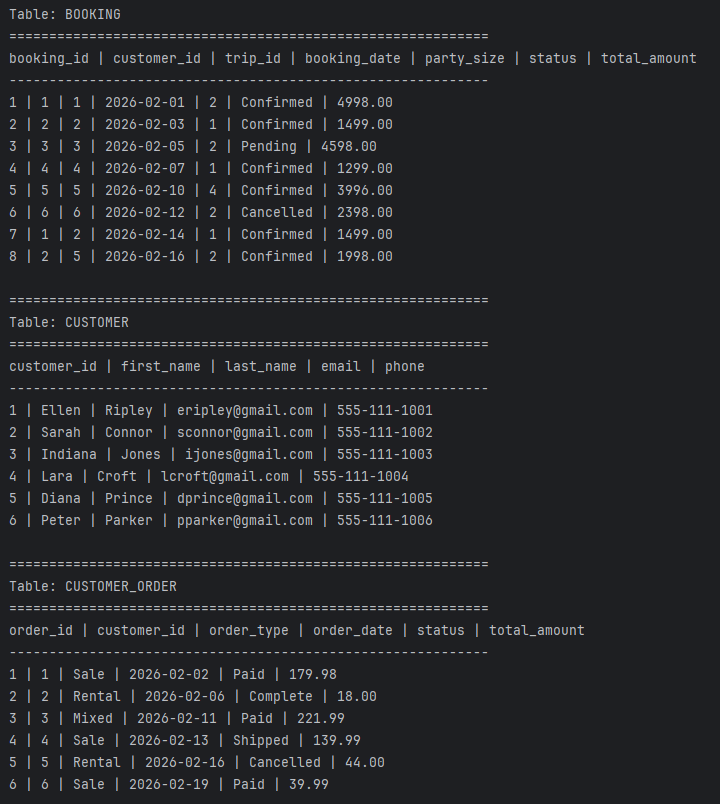 Table: BOOKING
============================================================
booking_id | customer_id | trip_id | booking_date | party_size | status | total_amount
------------------------------------------------------------
1 | 1 | 1 | 2026-02-01 | 2 | Confirmed | 4998.00
2 | 2 | 2 | 2026-02-03 | 1 | Confirmed | 1499.00
3 | 3 | 3 | 2026-02-05 | 2 | Pending | 4598.00
4 | 4 | 4 | 2026-02-07 | 1 | Confirmed | 1299.00
5 | 5 | 5 | 2026-02-10 | 4 | Confirmed | 3996.00
6 | 6 | 6 | 2026-02-12 | 2 | Cancelled | 2398.00
7 | 1 | 2 | 2026-02-14 | 1 | Confirmed | 1499.00
8 | 2 | 5 | 2026-02-16 | 2 | Confirmed | 1998.00
============================================================
Table: CUSTOMER
============================================================
customer_id | first_name | last_name | email | phone
------------------------------------------------------------
1 | Ellen | Ripley | eripley@gmail.com | 555-111-1001
2 | Sarah | Connor | sconnor@gmail.com | 555-111-1002
3 | Indiana | Jones | ijones@gmail.com | 555-111-1003
4 | Lara | Croft | lcroft@gmail.com | 555-111-1004
5 | Diana | Prince | dprince@gmail.com | 555-111-1005
6 | Peter | Parker | pparker@gmail.com | 555-111-1006
============================================================
Table: CUSTOMER_ORDER
============================================================
order_id | customer_id | order_type | order_date | status | total_amount
------------------------------------------------------------
1 | 1 | Sale | 2026-02-02 | Paid | 179.98
2 | 2 | Rental | 2026-02-06 | Complete | 18.00
3 | 3 | Mixed | 2026-02-11 | Paid | 221.99
4 | 4 | Sale | 2026-02-13 | Shipped | 139.99
5 | 5 | Rental | 2026-02-16 | Cancelled | 44.00
6 | 6 | Sale | 2026-02-19 | Paid | 39.99